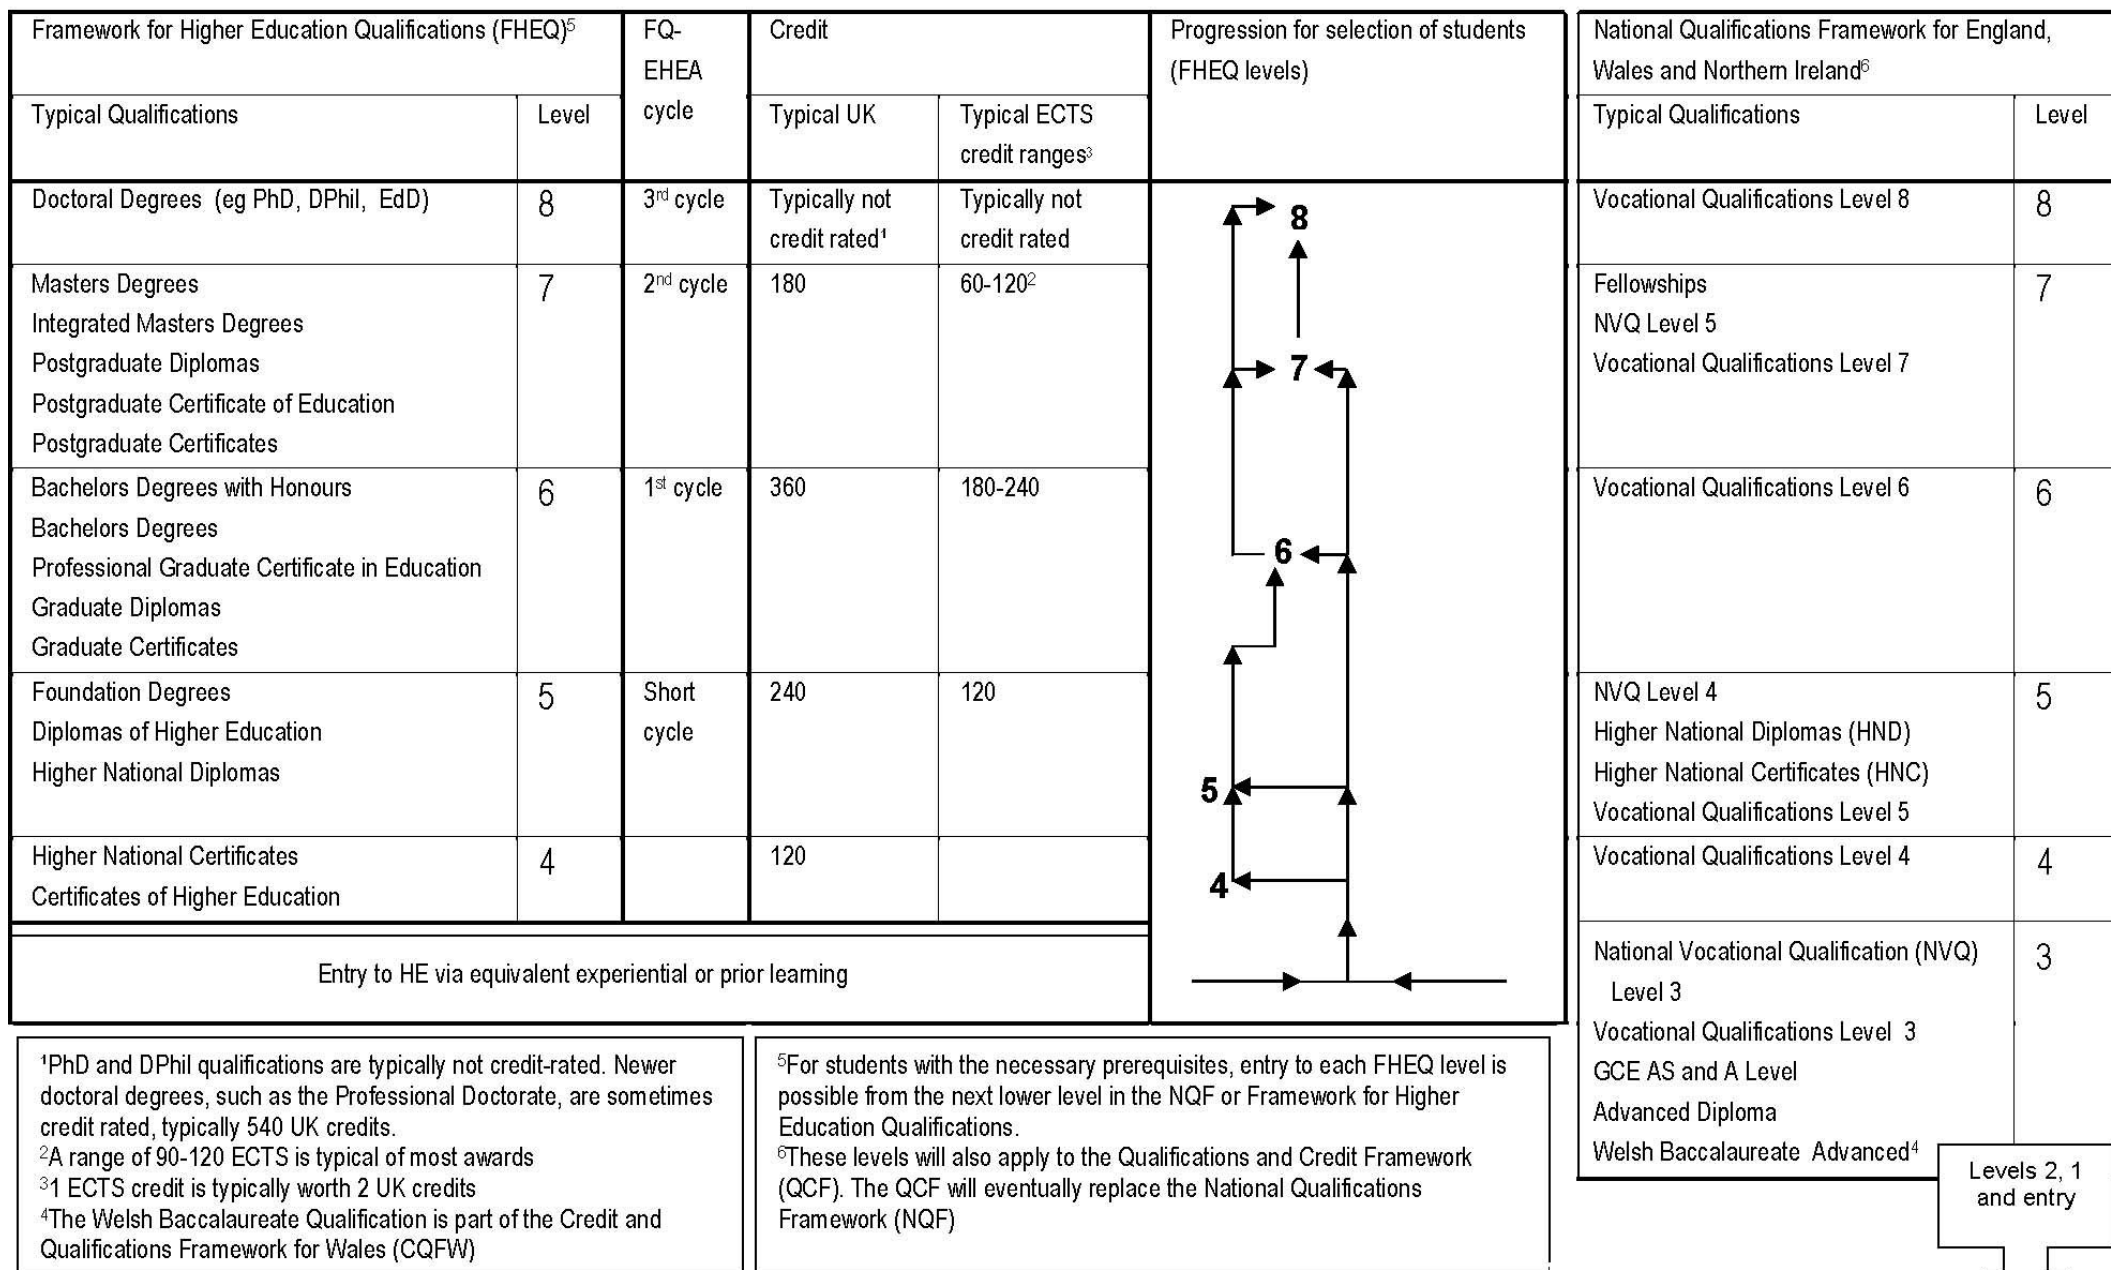 Framework for Higher Education Qualifications (FHEQ)⁵
FQ-
EHEA
cycle
Credit
Progression for selection of students
(FHEQ levels)
National Qualifications Framework for England,
Wales and Northern Ireland⁶
Typical Qualifications
Level
Typical UK
Typical ECTS
credit ranges³
Typical Qualifications
Level
Doctoral Degrees (eg PhD, DPhil, EdD)
8
3rd cycle
Typically not
credit rated¹
Typically not
credit rated
8
Vocational Qualifications Level 8
8
Masters Degrees
Integrated Masters Degrees
Postgraduate Diplomas
Postgraduate Certificate of Education
Postgraduate Certificates
7
2nd cycle
180
60-120²
7
Fellowships
NVQ Level 5
Vocational Qualifications Level 7
7
Bachelors Degrees with Honours
Bachelors Degrees
Professional Graduate Certificate in Education
Graduate Diplomas
Graduate Certificates
6
1st cycle
360
180-240
6
Vocational Qualifications Level 6
6
Foundation Degrees
Diplomas of Higher Education
Higher National Diplomas
5
Short
cycle
240
120
5
NVQ Level 4
Higher National Diplomas (HND)
Higher National Certificates (HNC)
Vocational Qualifications Level 5
5
Higher National Certificates
Certificates of Higher Education
4
120
4
Vocational Qualifications Level 4
4
Entry to HE via equivalent experiential or prior learning
National Vocational Qualification (NVQ)
Level 3
Vocational Qualifications Level 3
GCE AS and A Level
Advanced Diploma
Welsh Baccalaureate Advanced⁴
3
Levels 2, 1
and entry
¹PhD and DPhil qualifications are typically not credit-rated. Newer
doctoral degrees, such as the Professional Doctorate, are sometimes
credit rated, typically 540 UK credits.
²A range of 90-120 ECTS is typical of most awards
³1 ECTS credit is typically worth 2 UK credits
⁴The Welsh Baccalaureate Qualification is part of the Credit and
Qualifications Framework for Wales (CQFW)
⁵For students with the necessary prerequisites, entry to each FHEQ level is
possible from the next lower level in the NQF or Framework for Higher
Education Qualifications.
⁶These levels will also apply to the Qualifications and Credit Framework
(QCF). The QCF will eventually replace the National Qualifications
Framework (NQF)